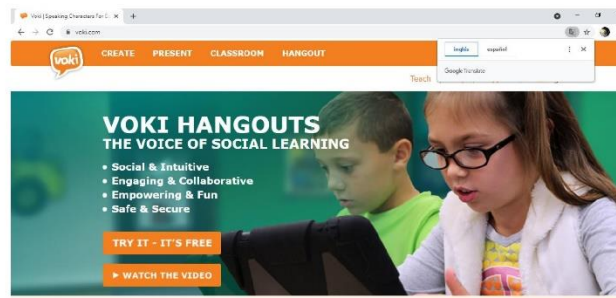 Voki | Speaking Characters For
voki.com
inglés español
Google Translate
voki
CREATE PRESENT CLASSROOM HANGOUT
Teach
VOKI HANGOUTS
THE VOICE OF SOCIAL LEARNING
• Social & Intuitive
• Engaging & Collaborative
• Empowering & Fun
• Safe & Secure
TRY IT - IT'S FREE
WATCH THE VIDEO